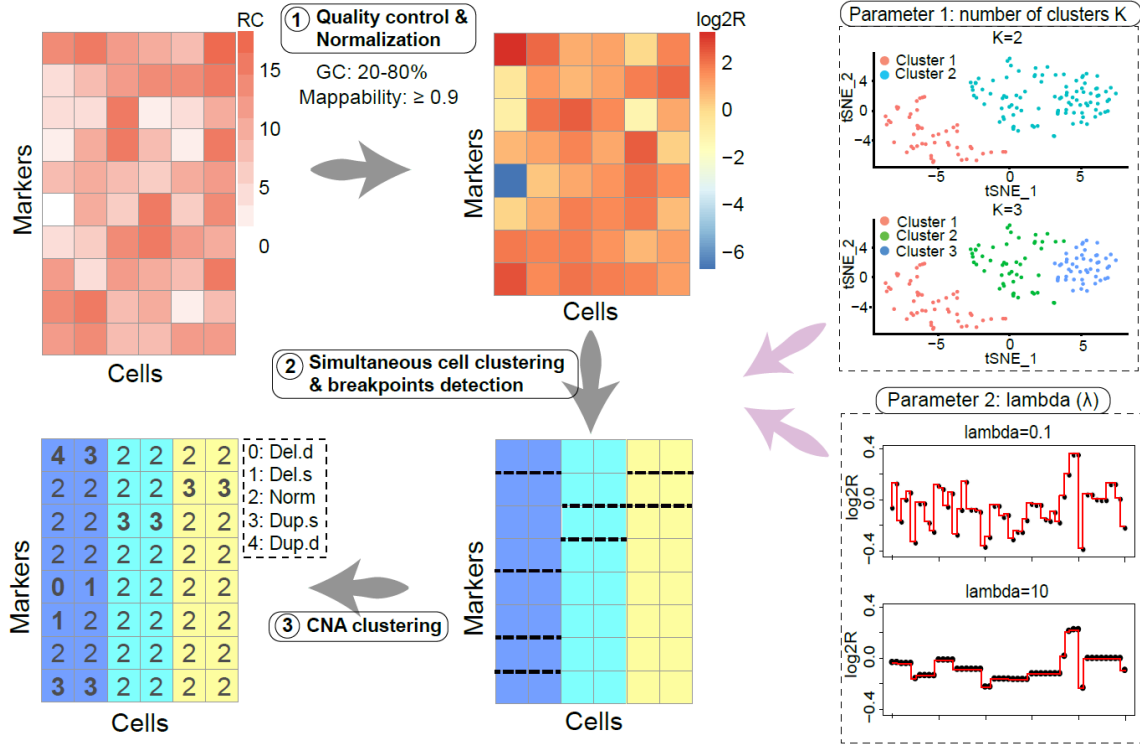 RC
15
10
5
0
Markers
Cells
1 Quality control &
Normalization
GC: 20-80%
Mappability: ≥ 0.9
log2R
2
0
−2
−4
−6
Markers
Cells
Parameter 1: number of clusters K
K=2
Cluster 1
Cluster 2
tSNE_2
4
0
−4
−5 0 5
tSNE_1
K=3
Cluster 1
Cluster 2
Cluster 3
tSNE_2
4
0
−4
−5 0 5
tSNE_1
2 Simultaneous cell clustering
& breakpoints detection
Parameter 2: lambda (λ)
lambda=0.1
log2R
0.4
0.0
−0.4
lambda=10
log2R
0.4
0.0
−0.4
Markers
Cells
3 CNA clustering
Markers
4 3 2 2 2 2
2 2 2 2 3 3
2 2 3 3 2 2
2 2 2 2 2 2
0 1 2 2 2 2
1 2 2 2 2 2
2 2 2 2 2 2
3 3 2 2 2 2
Cells
0: Del.d
1: Del.s
2: Norm
3: Dup.s
4: Dup.d